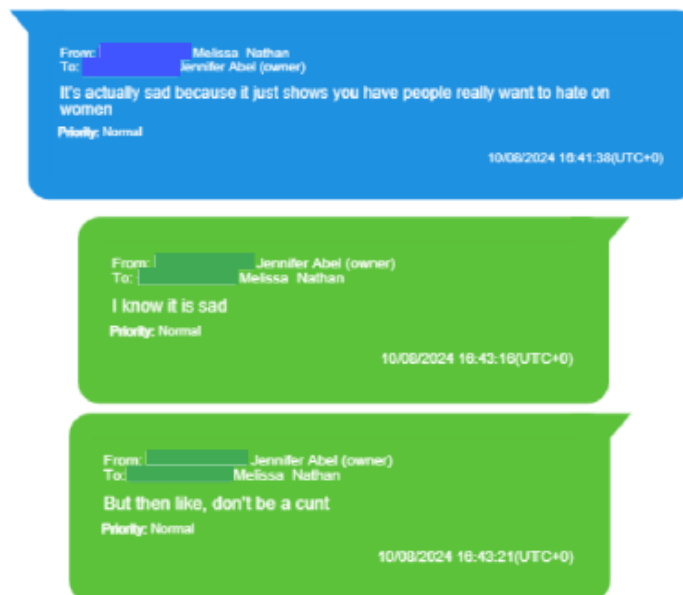 From: Melissa Nathan
To: Jennifer Abel (owner)
It's actually sad because it just shows you have people really want to hate on
women
Priority: Normal
10/08/2024 16:41:38(UTC+0)
From: Jennifer Abel (owner)
To: Melissa Nathan
I know it is sad
Priority: Normal
10/08/2024 16:43:16(UTC+0)
From: Jennifer Abel (owner)
To: Melissa Nathan
But then like, don't be a cunt
Priority: Normal
10/08/2024 16:43:21(UTC+0)